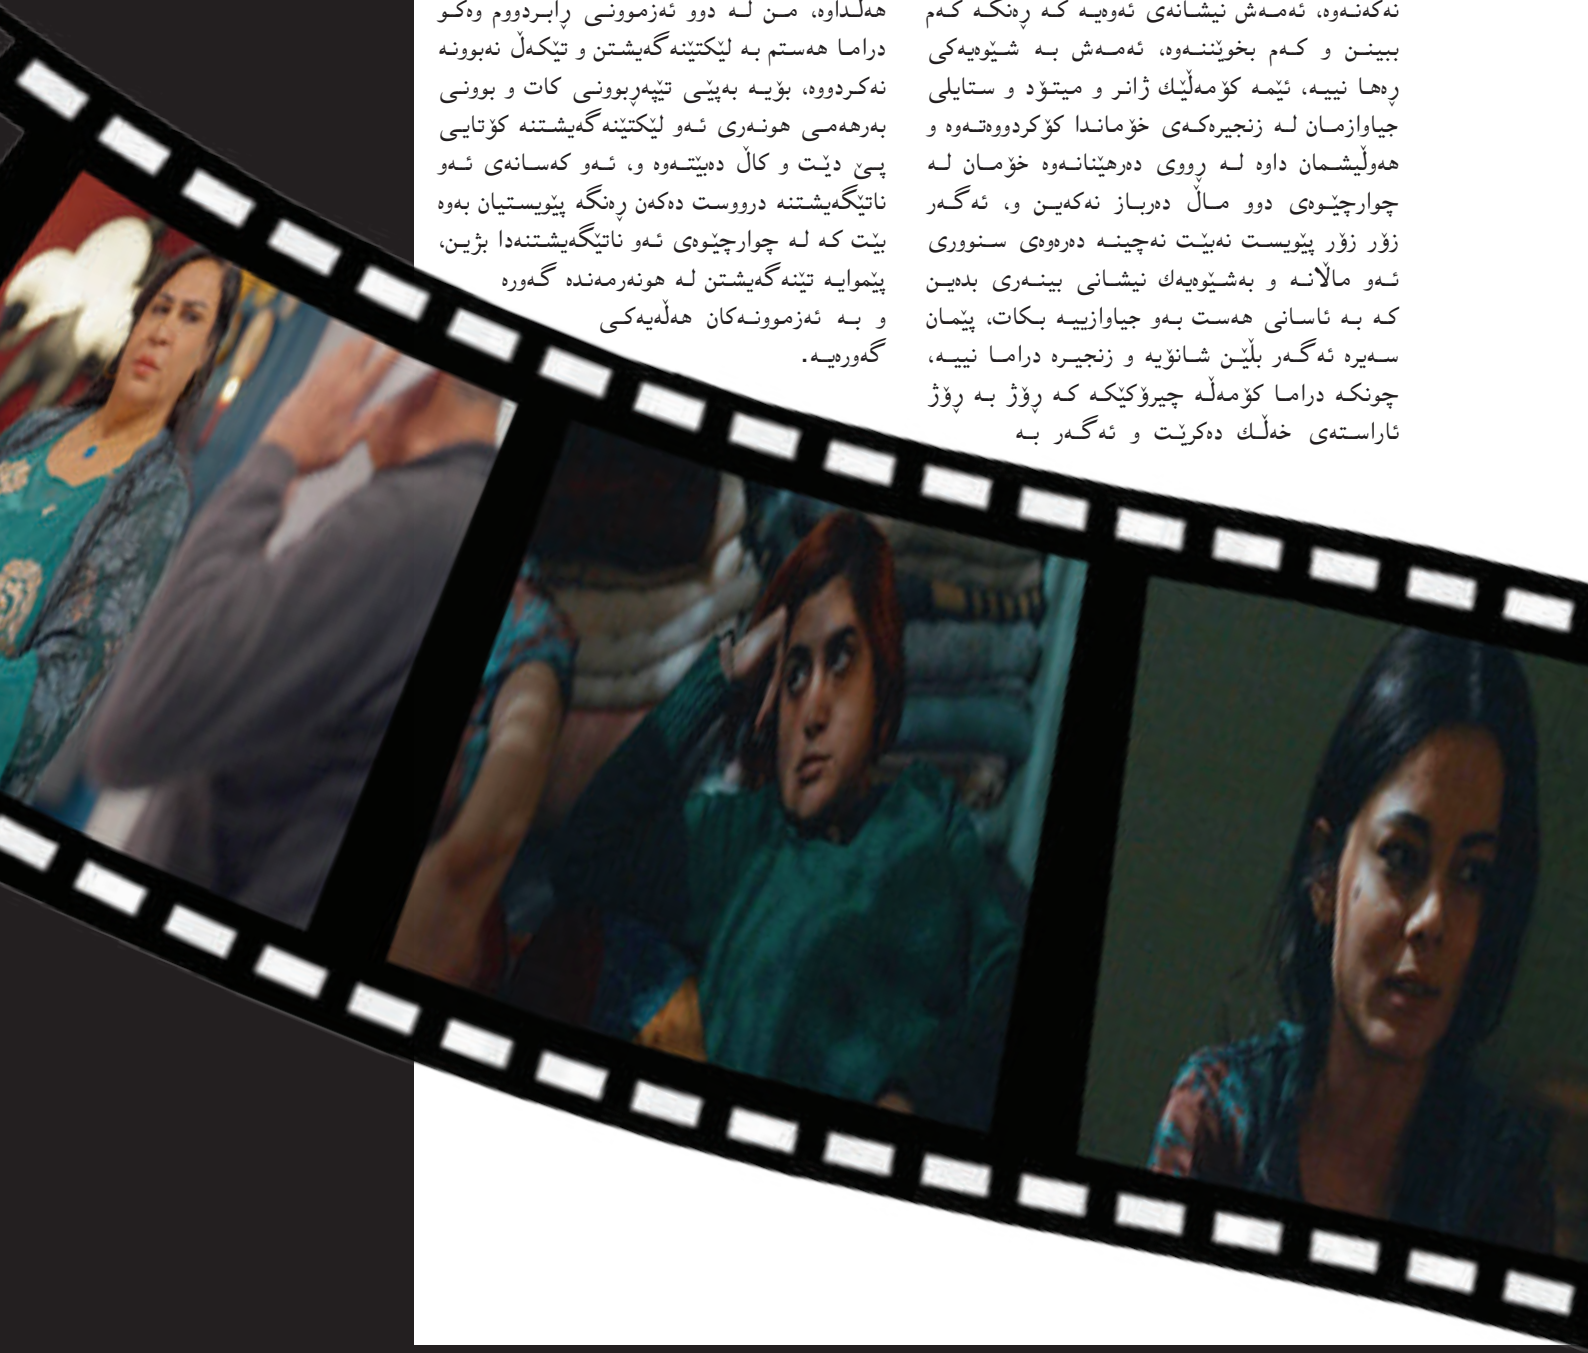 نەکەنەوە، ئەمەش نیشانەی ئەوەیە کە ڕەنگە کەم
ببینن و کەم بخوێننەوە، ئەمەش بە شێوەیەکی
ڕەها نییە، ئێمە کۆمەڵێك ژانر و میتۆد و ستایلی
جیاوازمان لە زنجیرەکەی خۆماندا کۆکردووەتەوە و
هەوڵیشمان داوە لە ڕووی دەرهێنانەوە خۆمان لە
چوارچێوەی دوو ماڵ دەرباز نەکەین و، ئەگەر
زۆر زۆر پێویست نەبێت نەچینە دەرەوەی سنووری
ئەو ماڵانە و بەشێوەیەك نیشانی بینەری بدەین
کە بە ئاسانی هەست بەو جیاوازییە بکات، پێمان
سەیرە ئەگەر بڵێن شانۆیە و زنجیرە دراما نییە،
چونکە دراما کۆمەڵە چیرۆکێکە کە ڕۆژ بە ڕۆژ
ئاراستەی خەڵك دەکرێت و ئەگەر بە
هەڵداوە، من لە دوو ئەزموونی ڕابردووم وەکو
دراما هەستم بە لێکتێنەگەیشتن و تێکەڵ نەبوونە
نەکردووە، بۆیە بەپێی تێپەڕبوونی کات و بوونی
بەرهەمی هونەری ئەو لێکتێنەگەیشتنە کۆتایی
پێ دێت و کاڵ دەبێتەوە و، ئەو کەسانەی ئەو
ناتێگەیشتنە درووست دەکەن ڕەنگە پێویستیان بەوە
بێت کە لە چوارچێوەی ئەو ناتێگەیشتنەدا بژین،
پێموایە تێنەگەیشتن لە هونەرمەندە گەورە
و بە ئەزموونەکان هەڵەیەکی
گەورەیە.